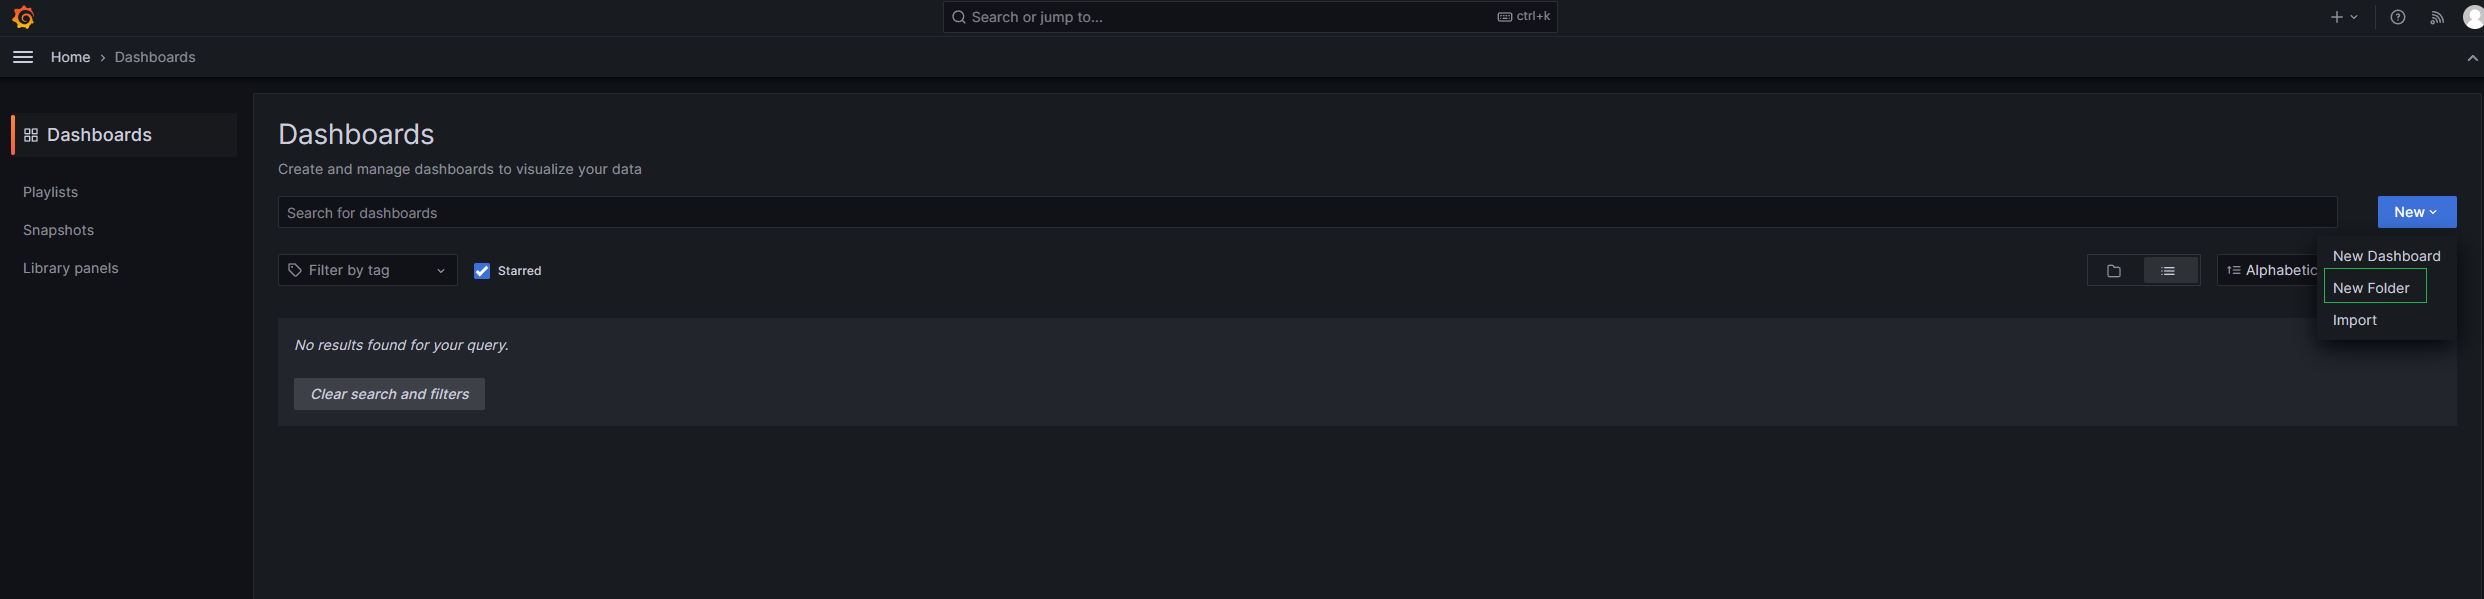 Search or jump to...
ctrl+k
Home › Dashboards
Dashboards
Playlists
Snapshots
Library panels
Dashboards
Create and manage dashboards to visualize your data
Search for dashboards
New
Filter by tag
Starred
Alphabetic
New Dashboard
New Folder
Import
No results found for your query.
Clear search and filters